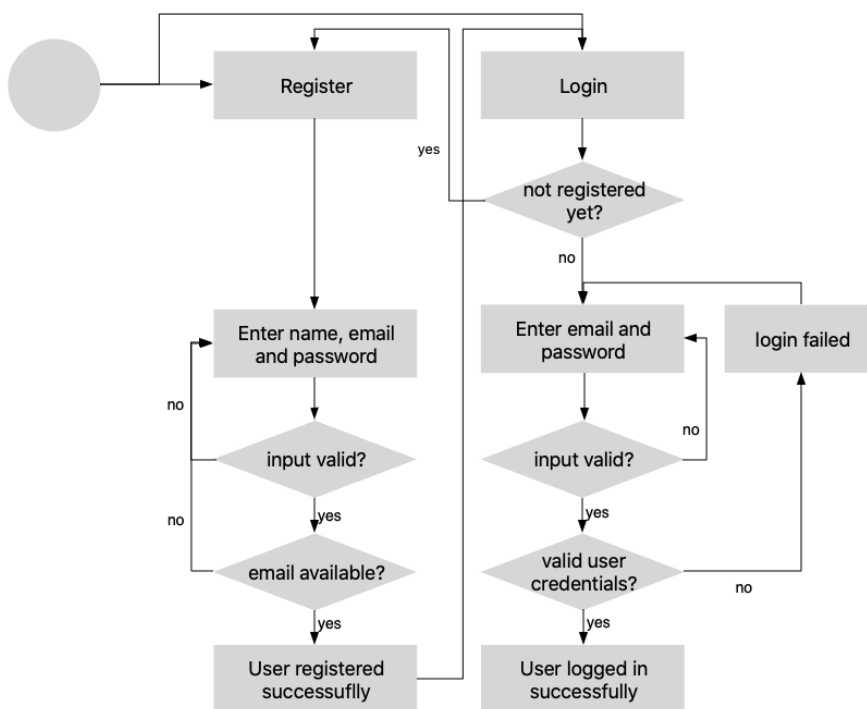 Register
Login
yes
not registered
yet?
no
Enter name, email
and password
Enter email and
password
login failed
no
no
input valid?
input valid?
yes
yes
no
email available?
valid user
credentials?
no
yes
yes
User registered
successuflly
User logged in
successfully